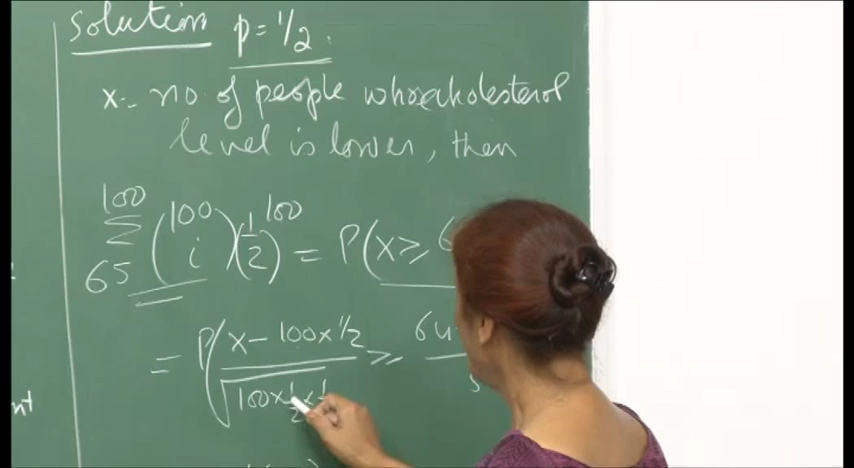 solution p = 1/2.
x - no. of people whose cholesterol
level is lower, then
100
Σ (100 i) (1/2)^100 = P(x ≥ 6
65
= P( (x - 100 x 1/2) / √(100 x 1/2 x 1 ≥ 64